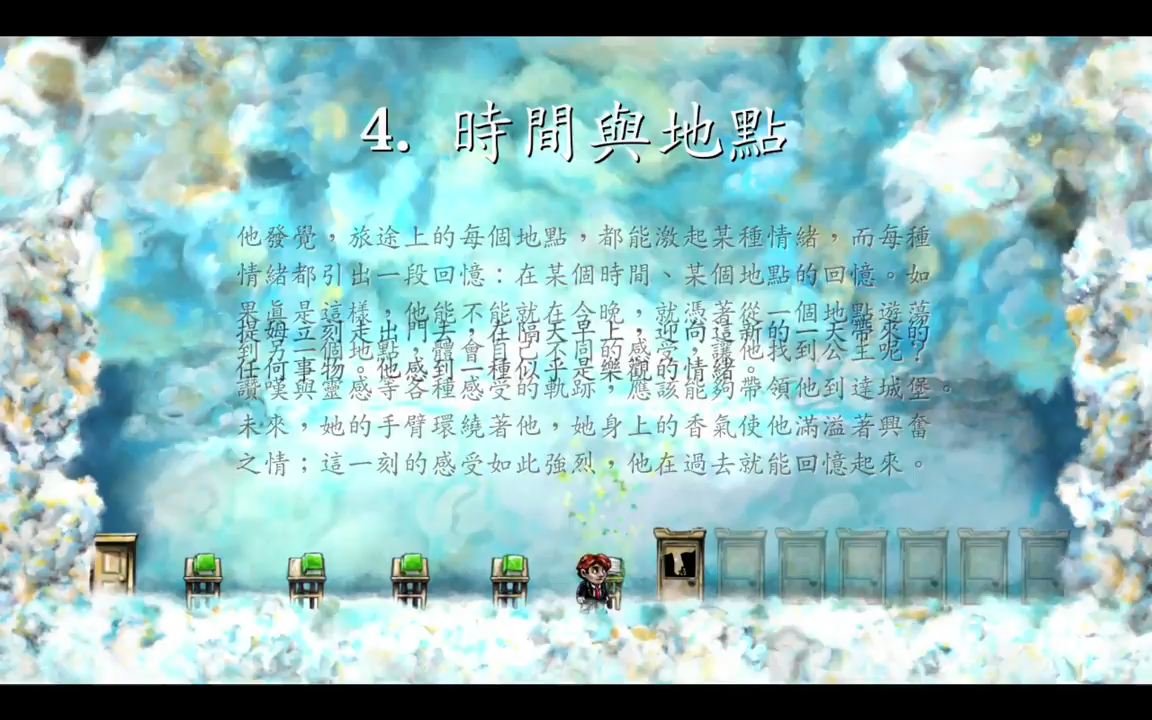 4. 時間與地點
他發覺，旅途上的每個地點，都能激起某種情緒，而每種
情緒都引出一段回憶：在某個時間、某個地點的回憶。如
果真是這樣，他能不能就在今晚，就憑著從一個地點遊蕩
提姆立刻走出門去，在隔天早上，迎向這新的一天帶來的
到另一個地點，體會自己不同的感受，讓他找到公主呢？
任何事物。他感到一種似乎是樂觀的情緒。
讚嘆與靈感等各種感受的軌跡，應該能夠帶領他到達城堡。
未來，她的手臂環繞著他，她身上的香氣使他滿溢著興奮
之情；這一刻的感受如此強烈，他在過去就能回憶起來。